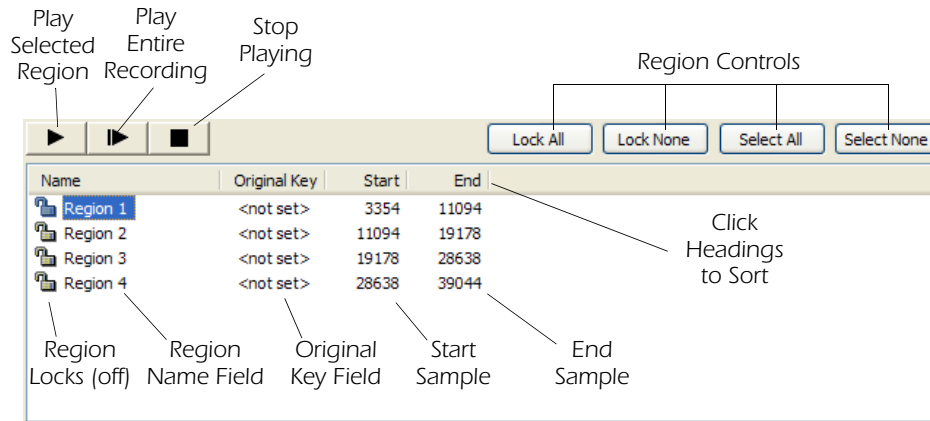 Play
Selected
Region
Play
Entire
Recording
Stop
Playing
Region Controls
Lock All
Lock None
Select All
Select None
Name Original Key Start End
Region 1 <not set> 3354 11094
Region 2 <not set> 11094 19178
Region 3 <not set> 19178 28638
Region 4 <not set> 28638 39044
Click
Headings
to Sort
Region
Locks (off)
Region
Name Field
Original
Key Field
Start
Sample
End
Sample